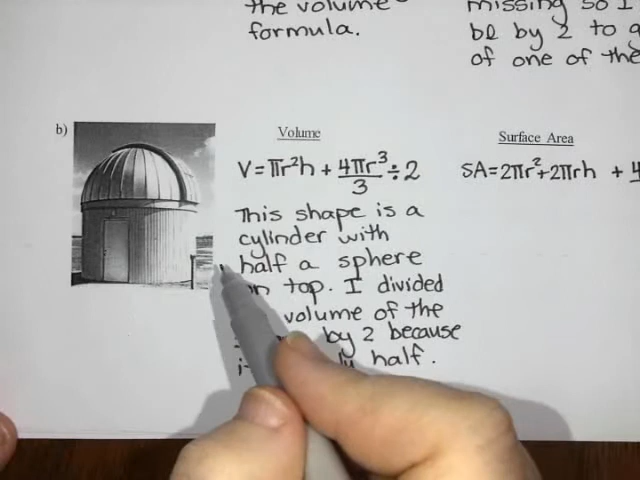 the volume
formula.
missing so I
be by 2 to
of one of the
b)
Volume
V=πr²h + 4πr³/3 ÷ 2
This shape is a
cylinder with
half a sphere
top. I divided
volume of the
by 2 because
half.
Surface Area
SA=2πr²+2πrh + 4